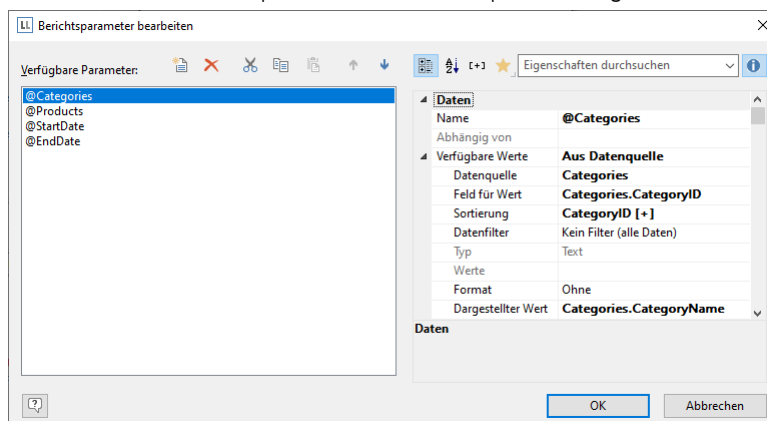 LL Berichtsparameter bearbeiten
Verfügbare Parameter:
[+] Eigenschaften durchsuchen
@Categories
@Products
@StartDate
@EndDate
Daten
Name @Categories
Abhängig von
Verfügbare Werte Aus Datenquelle
Datenquelle Categories
Feld für Wert Categories.CategoryID
Sortierung CategoryID [+]
Datenfilter Kein Filter (alle Daten)
Typ Text
Werte
Format Ohne
Dargestellter Wert Categories.CategoryName
Daten
OK Abbrechen